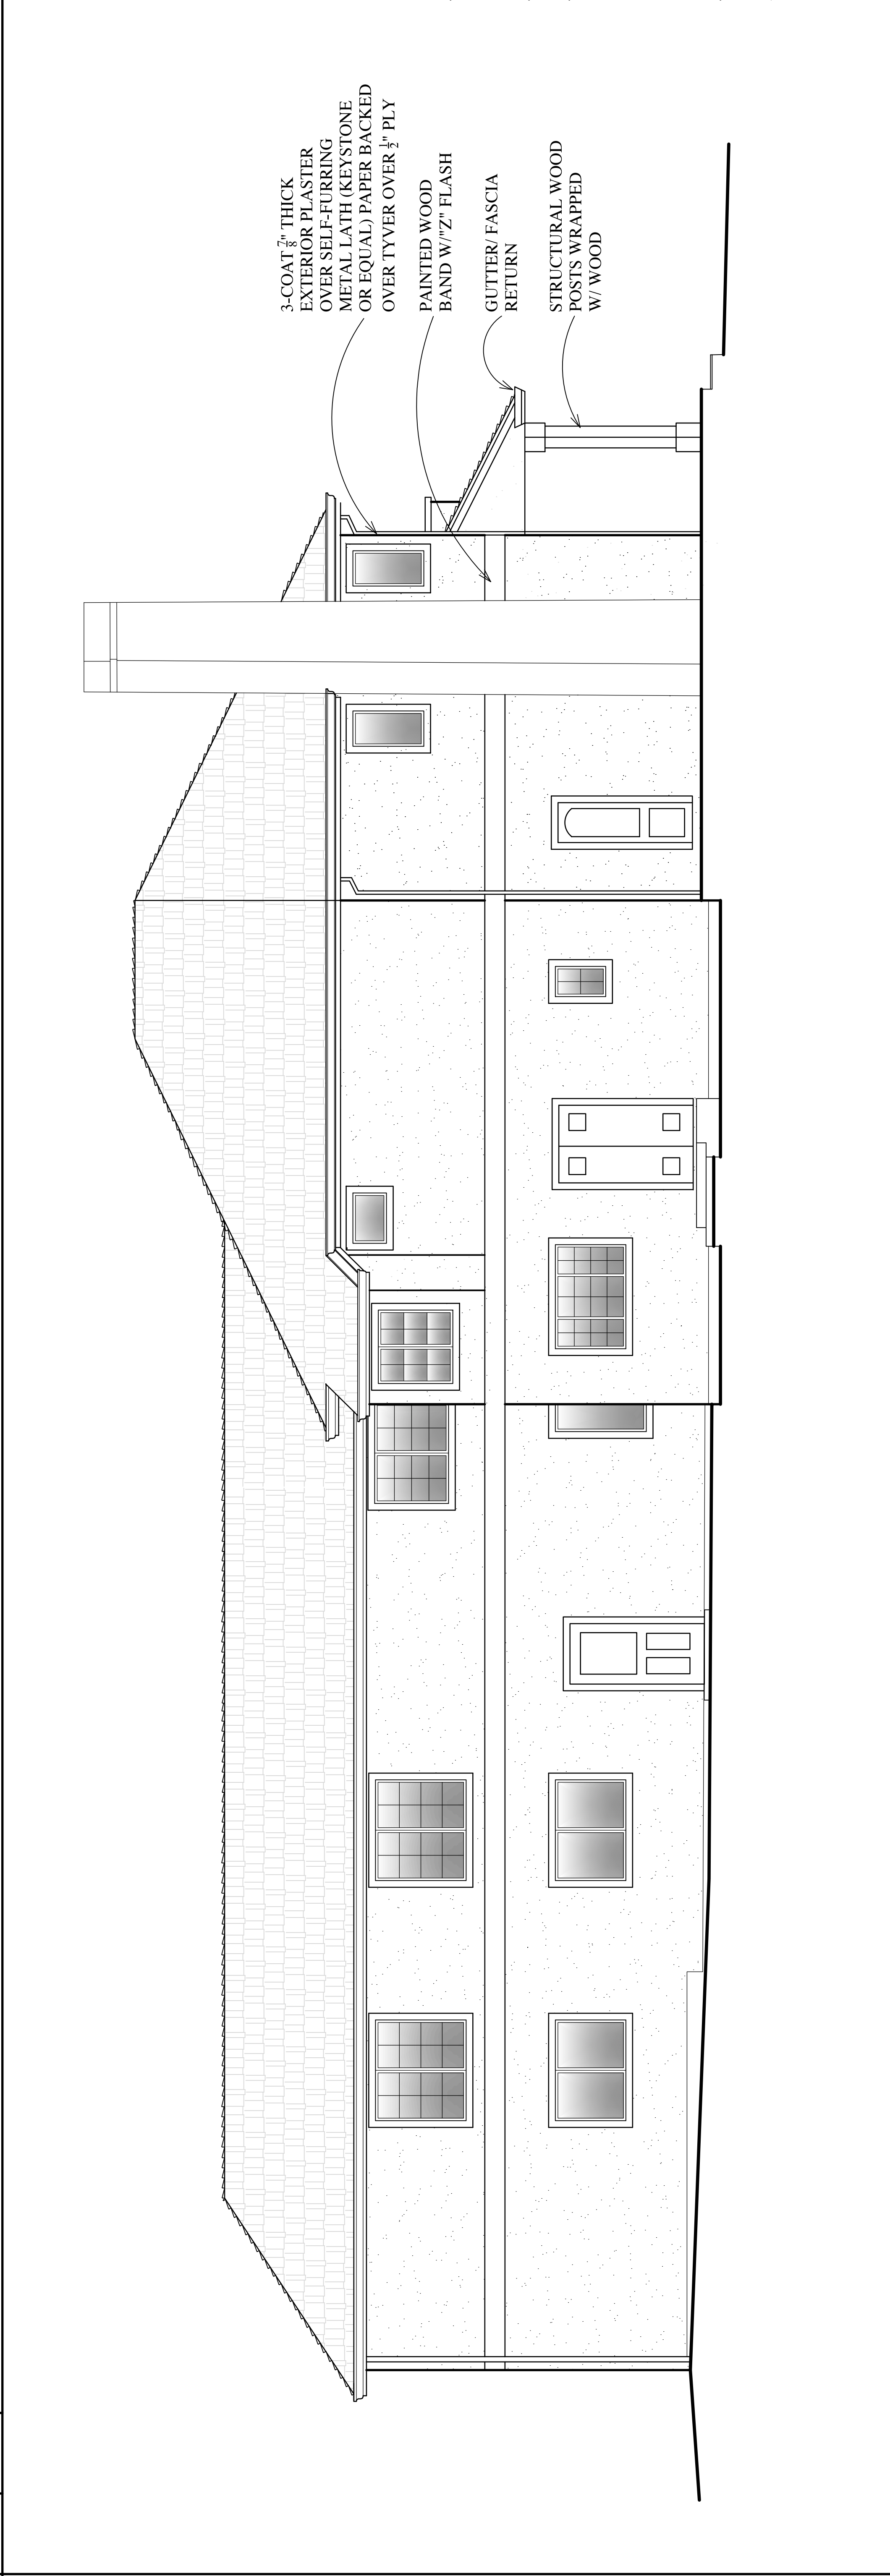 3-COAT 7/8" THICK
EXTERIOR PLASTER
OVER SELF-FURRING
METAL LATH (KEYSTONE
OR EQUAL) PAPER BACKED
OVER TYVER OVER 1/2" PLY
PAINTED WOOD
BAND W/"Z" FLASH
GUTTER/ FASCIA
RETURN
STRUCTURAL WOOD
POSTS WRAPPED
W/ WOOD